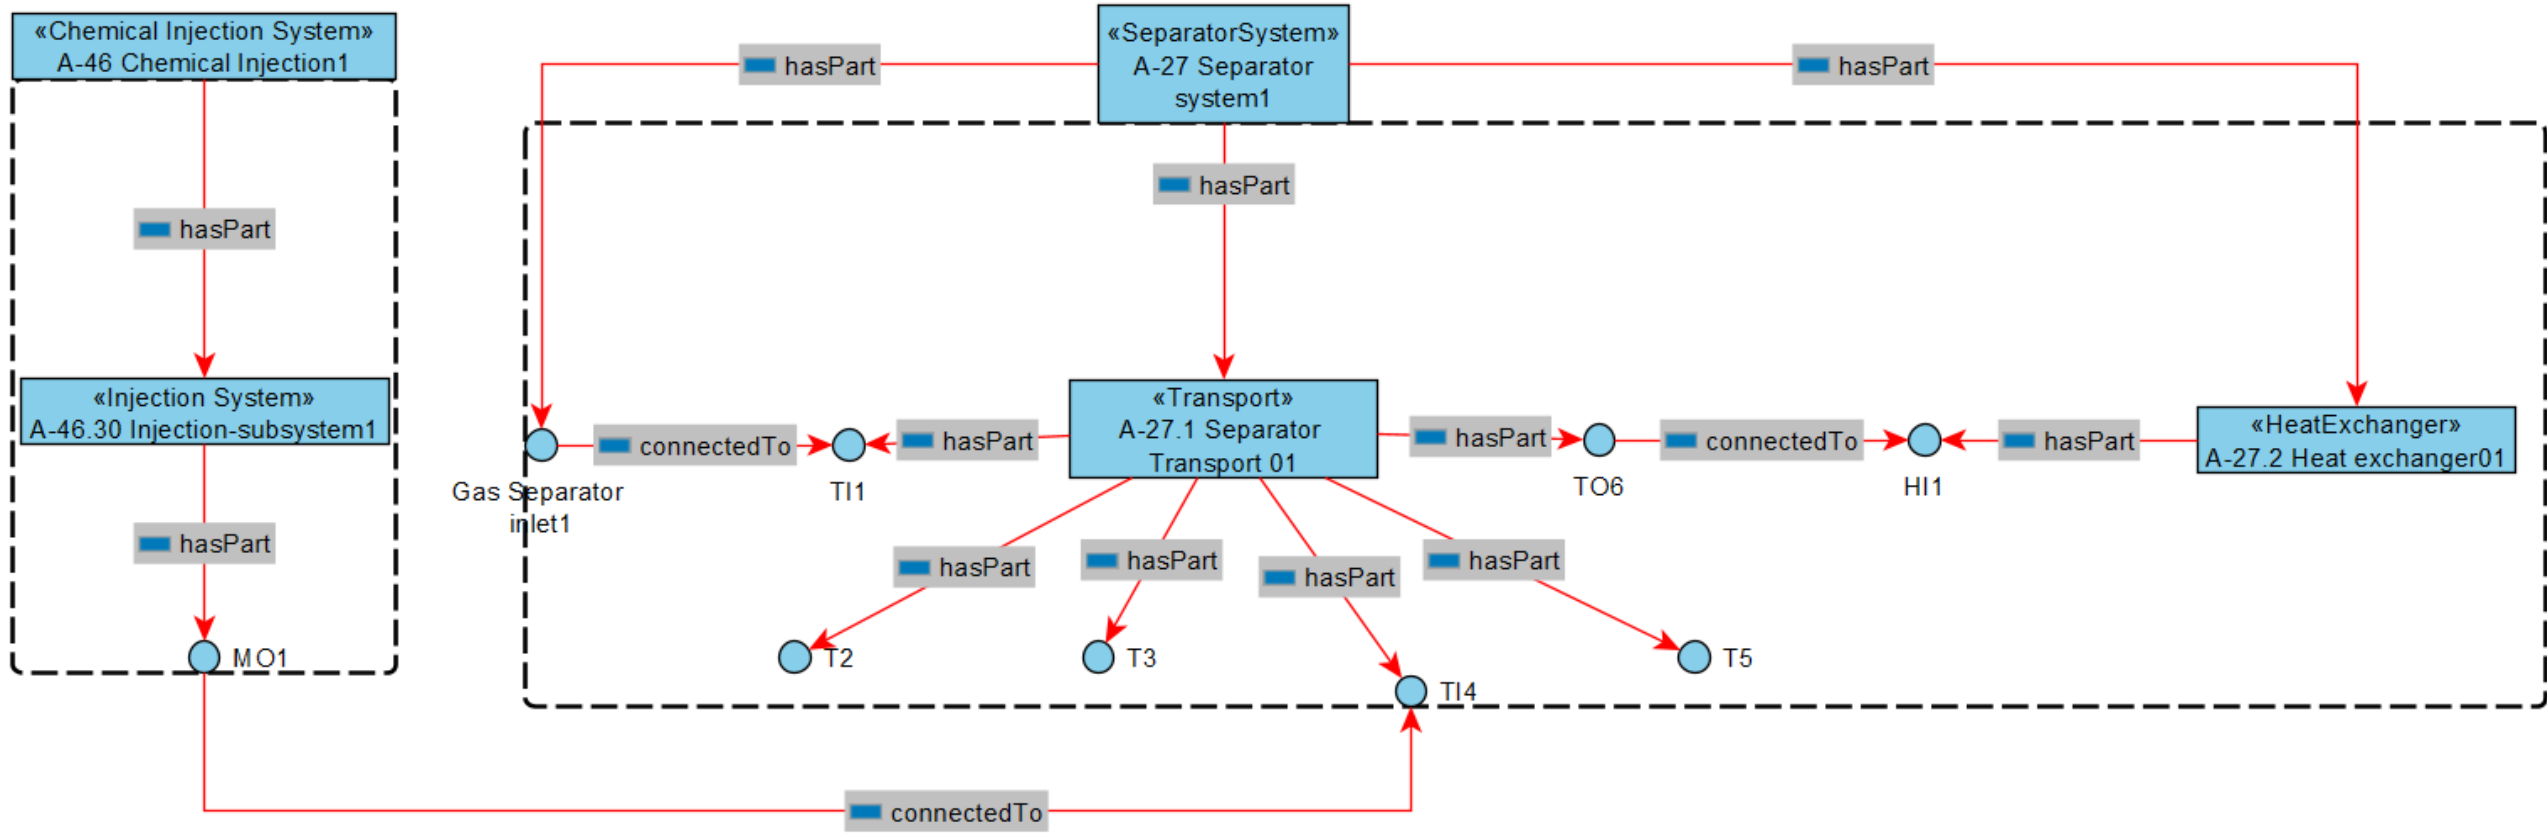 «Chemical Injection System»
A-46 Chemical Injection1
«SeparatorSystem»
A-27 Separator
system1
hasPart
hasPart
hasPart
hasPart
«Injection System»
A-46.30 Injection-subsystem1
«Transport»
A-27.1 Separator
Transport 01
«HeatExchanger»
A-27.2 Heat exchanger01
connectedTo
hasPart
hasPart
connectedTo
hasPart
Gas Separator
inlet1
TI1
TO6
HI1
hasPart
hasPart
hasPart
hasPart
hasPart
MO1
T2
T3
TI4
T5
connectedTo